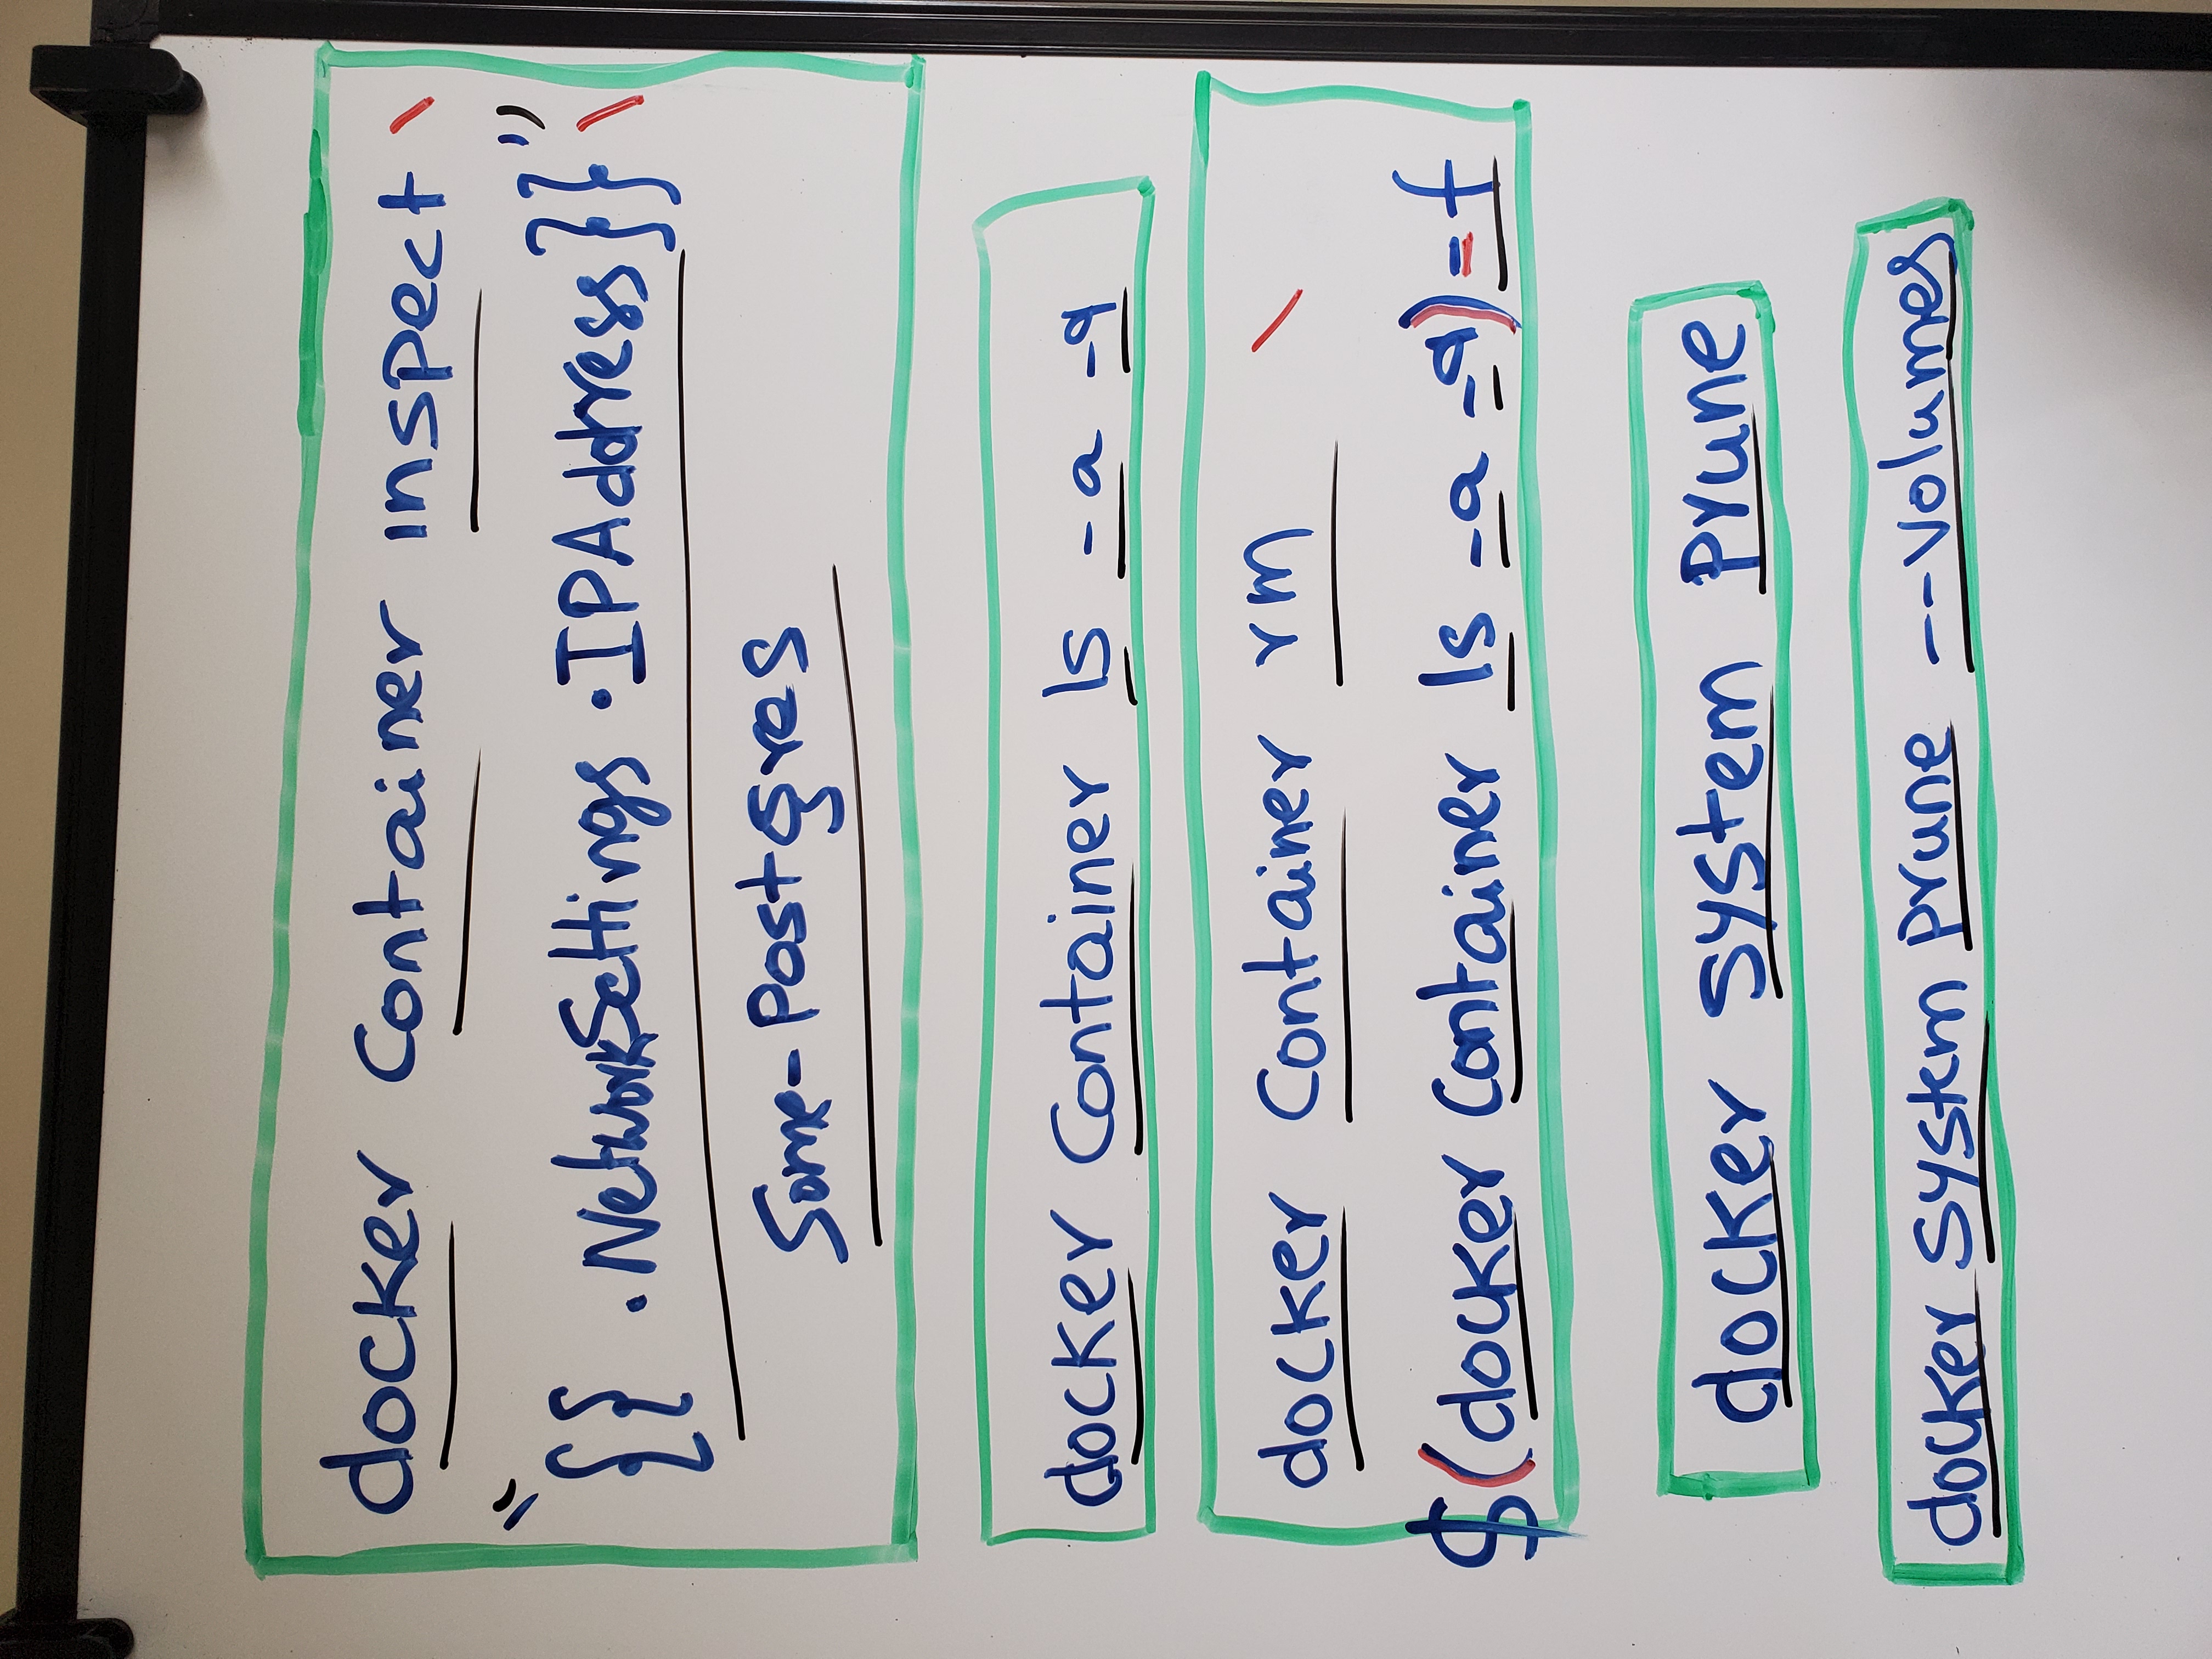 docker Container inspect \
"{{ .NetworkSettings .IPAddress}}" \
Some-Postgres
docker Container ls -a -q
docker Container rm \
$(docker Container ls -a -q) -f
docker system prune
docker system prune --volumes